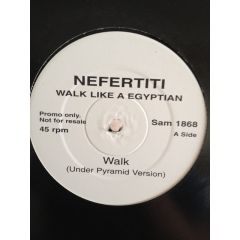 NEFERTITI
WALK LIKE A EGYPTIAN
Promo only.
Not for resale
45 rpm
Sam 1868
A Side
Walk
(Under Pyramid Version)